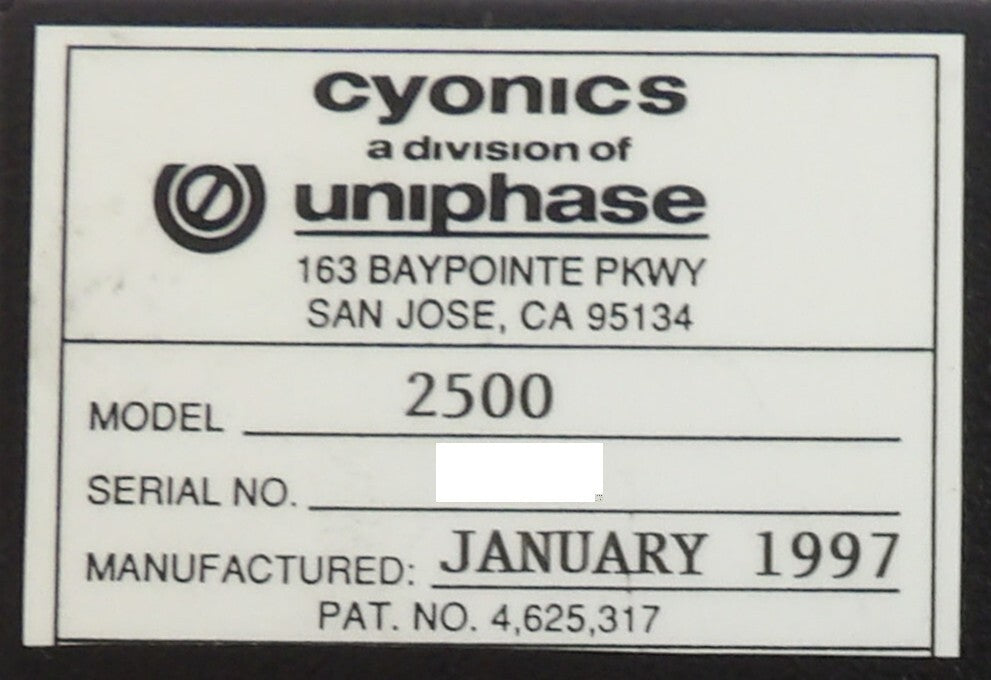 cyonics
a division of
uniphase
163 BAYPOINTE PKWY
SAN JOSE, CA 95134
MODEL 2500
SERIAL NO.
MANUFACTURED: JANUARY 1997
PAT. NO. 4,625,317